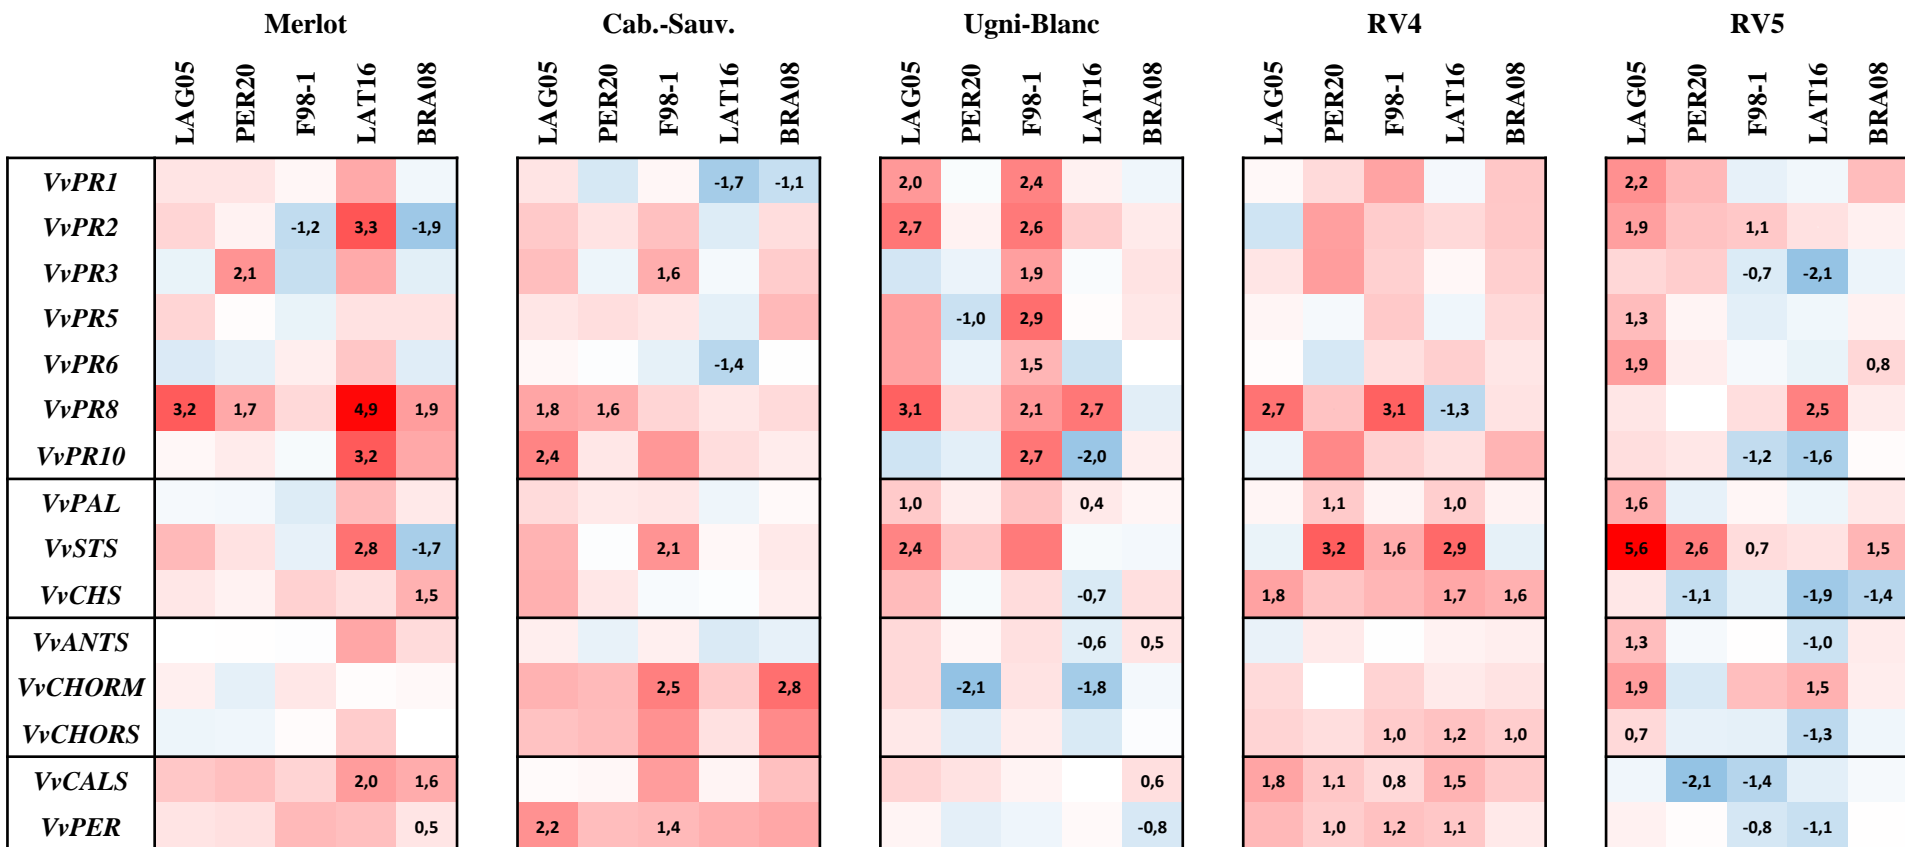 Merlot Cab.-Sauv. Ugni-Blanc RV4 RV5
LAG05 PER20 F98-1 LAT16 BRA08 LAG05 PER20 F98-1 LAT16 BRA08 LAG05 PER20 F98-1 LAT16 BRA08 LAG05 PER20 F98-1 LAT16 BRA08 LAG05 PER20 F98-1 LAT16 BRA08
VvPR1 -1,7 -1,1 2,0 2,4 2,2
VvPR2 -1,2 3,3 -1,9 2,7 2,6 1,9 1,1
VvPR3 2,1 1,6 1,9 -0,7 -2,1
VvPR5 -1,0 2,9 1,3
VvPR6 -1,4 1,5 1,9 0,8
VvPR8 3,2 1,7 4,9 1,9 1,8 1,6 3,1 2,1 2,7 2,7 3,1 -1,3 2,5
VvPR10 3,2 2,4 2,7 -2,0 -1,2 -1,6
VvPAL 1,0 0,4 1,1 1,0 1,6
VvSTS 2,8 -1,7 2,1 2,4 3,2 1,6 2,9 5,6 2,6 0,7 1,5
VvCHS 1,5 -0,7 1,8 1,7 1,6 -1,1 -1,9 -1,4
VvANTS -0,6 0,5 1,3 -1,0
VvCHORM 2,5 2,8 -2,1 -1,8 1,9 1,5
VvCHORS 1,0 1,2 1,0 0,7 -1,3
VvCALS 2,0 1,6 0,6 1,8 1,1 0,8 1,5 -2,1 -1,4
VvPER 0,5 2,2 1,4 -0,8 1,0 1,2 1,1 -0,8 -1,1